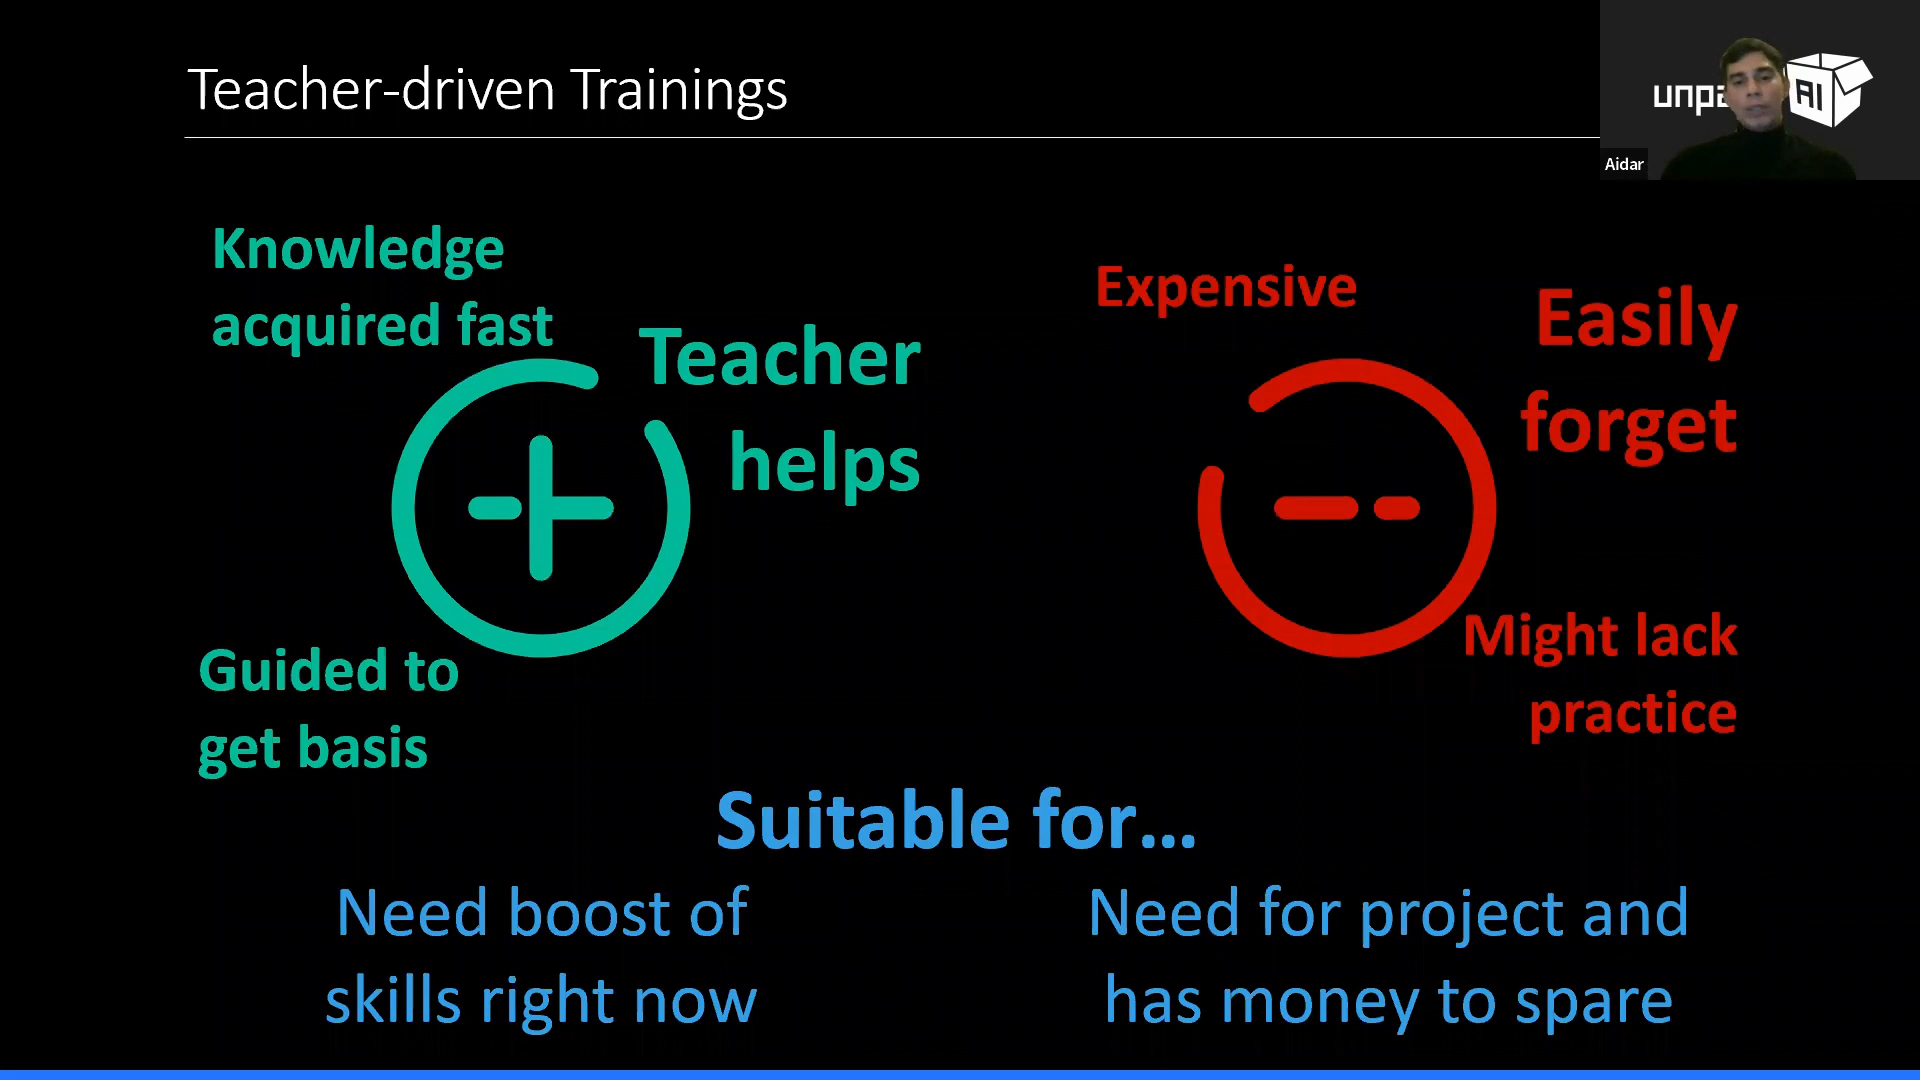 Teacher-driven Trainings
AI
Aidar
Knowledge
acquired fast
Teacher
helps
Guided to
get basis
Expensive
Easily
forget
Might lack
practice
Suitable for...
Need boost of
skills right now
Need for project and
has money to spare